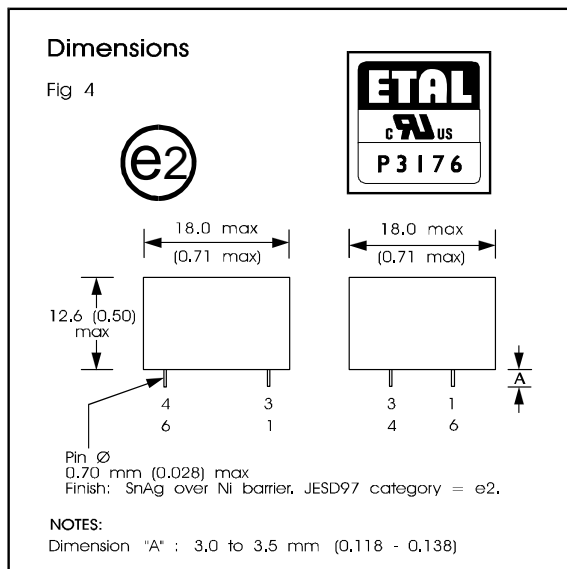 Dimensions
Fig 4
ETAL
c RU US
P3176
e2
18.0 max
(0.71 max)
18.0 max
(0.71 max)
12.6 (0.50)
max
A
4 3
6 1
3 1
4 6
Pin Ø
0.70 mm (0.028) max
Finish: SnAg over Ni barrier. JESD97 category = e2.
NOTES:
Dimension "A" : 3.0 to 3.5 mm (0.118 - 0.138)